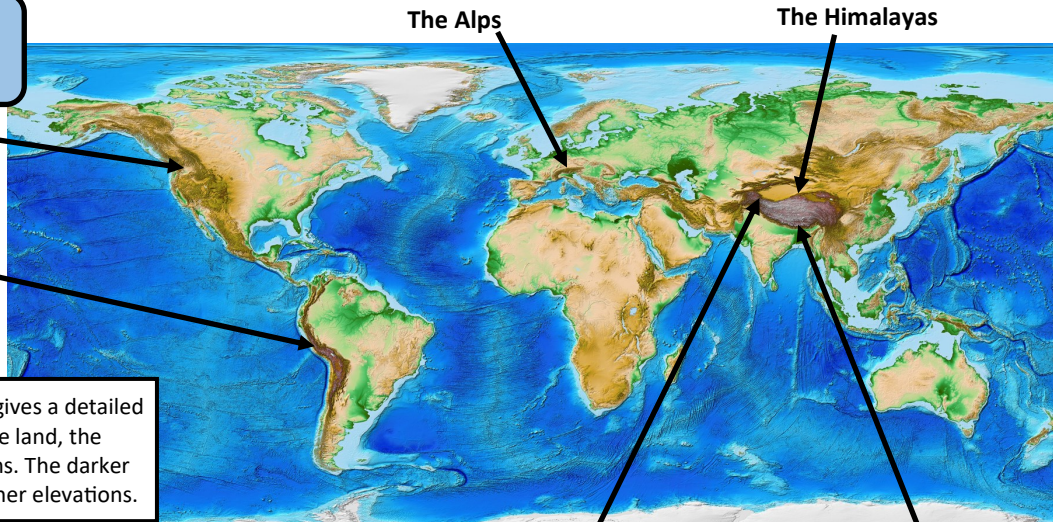 The Alps
The Himalayas
gives a detailed
e land, the
ns. The darker
her elevations.